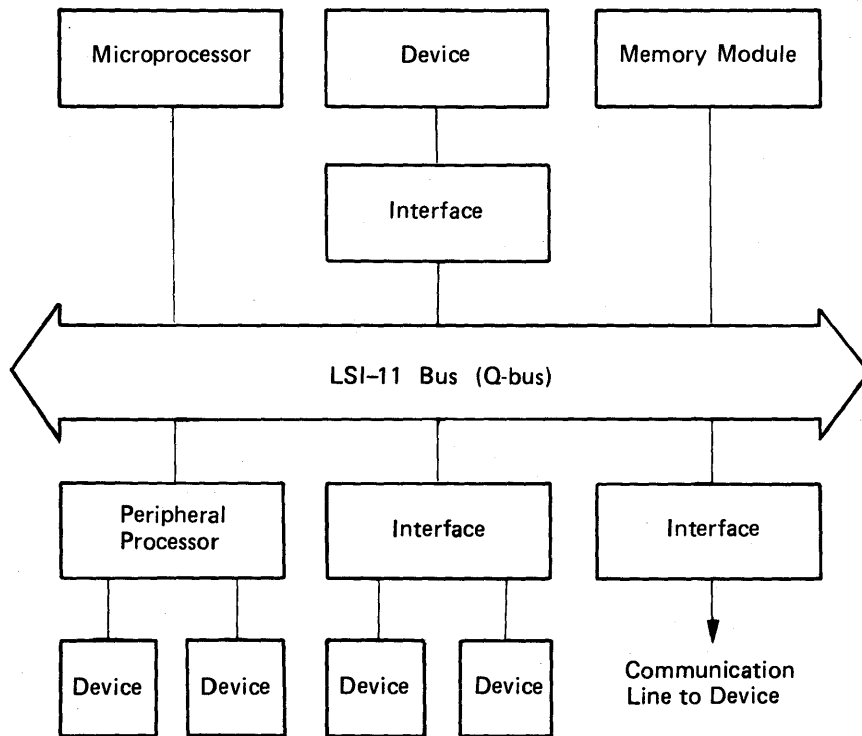 Microprocessor
Device
Memory Module
Interface
LSI–11 Bus (Q-bus)
Peripheral
Processor
Interface
Interface
Device
Device
Device
Device
Communication
Line to Device